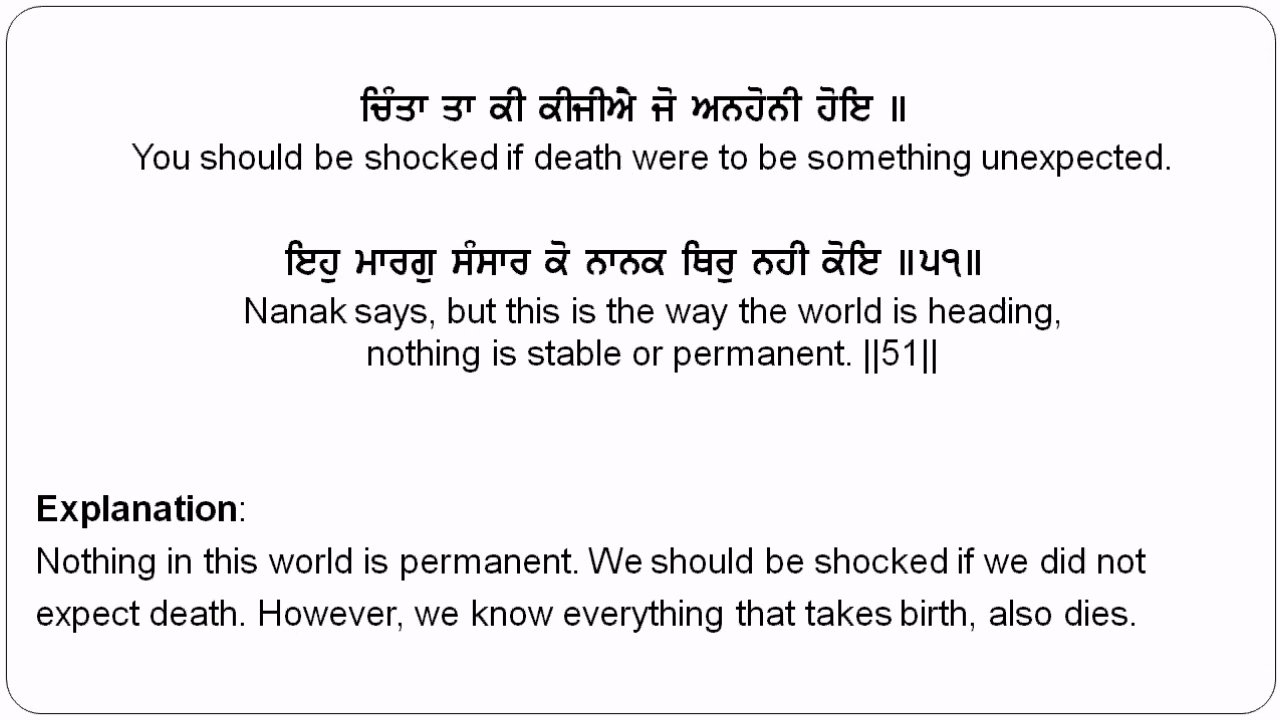 ਚਿੰਤਾ ਤਾ ਕੀ ਕੀਜੀਐ ਜੋ ਅਨਹੋਨੀ ਹੋਇ ॥
You should be shocked if death were to be something unexpected.
ਇਹੁ ਮਾਰਗੁ ਸੰਸਾਰ ਕੋ ਨਾਨਕ ਥਿਰੁ ਨਹੀ ਕੋਇ ॥੫੧॥
Nanak says, but this is the way the world is heading,
nothing is stable or permanent. ||51||
Explanation:
Nothing in this world is permanent. We should be shocked if we did not
expect death. However, we know everything that takes birth, also dies.